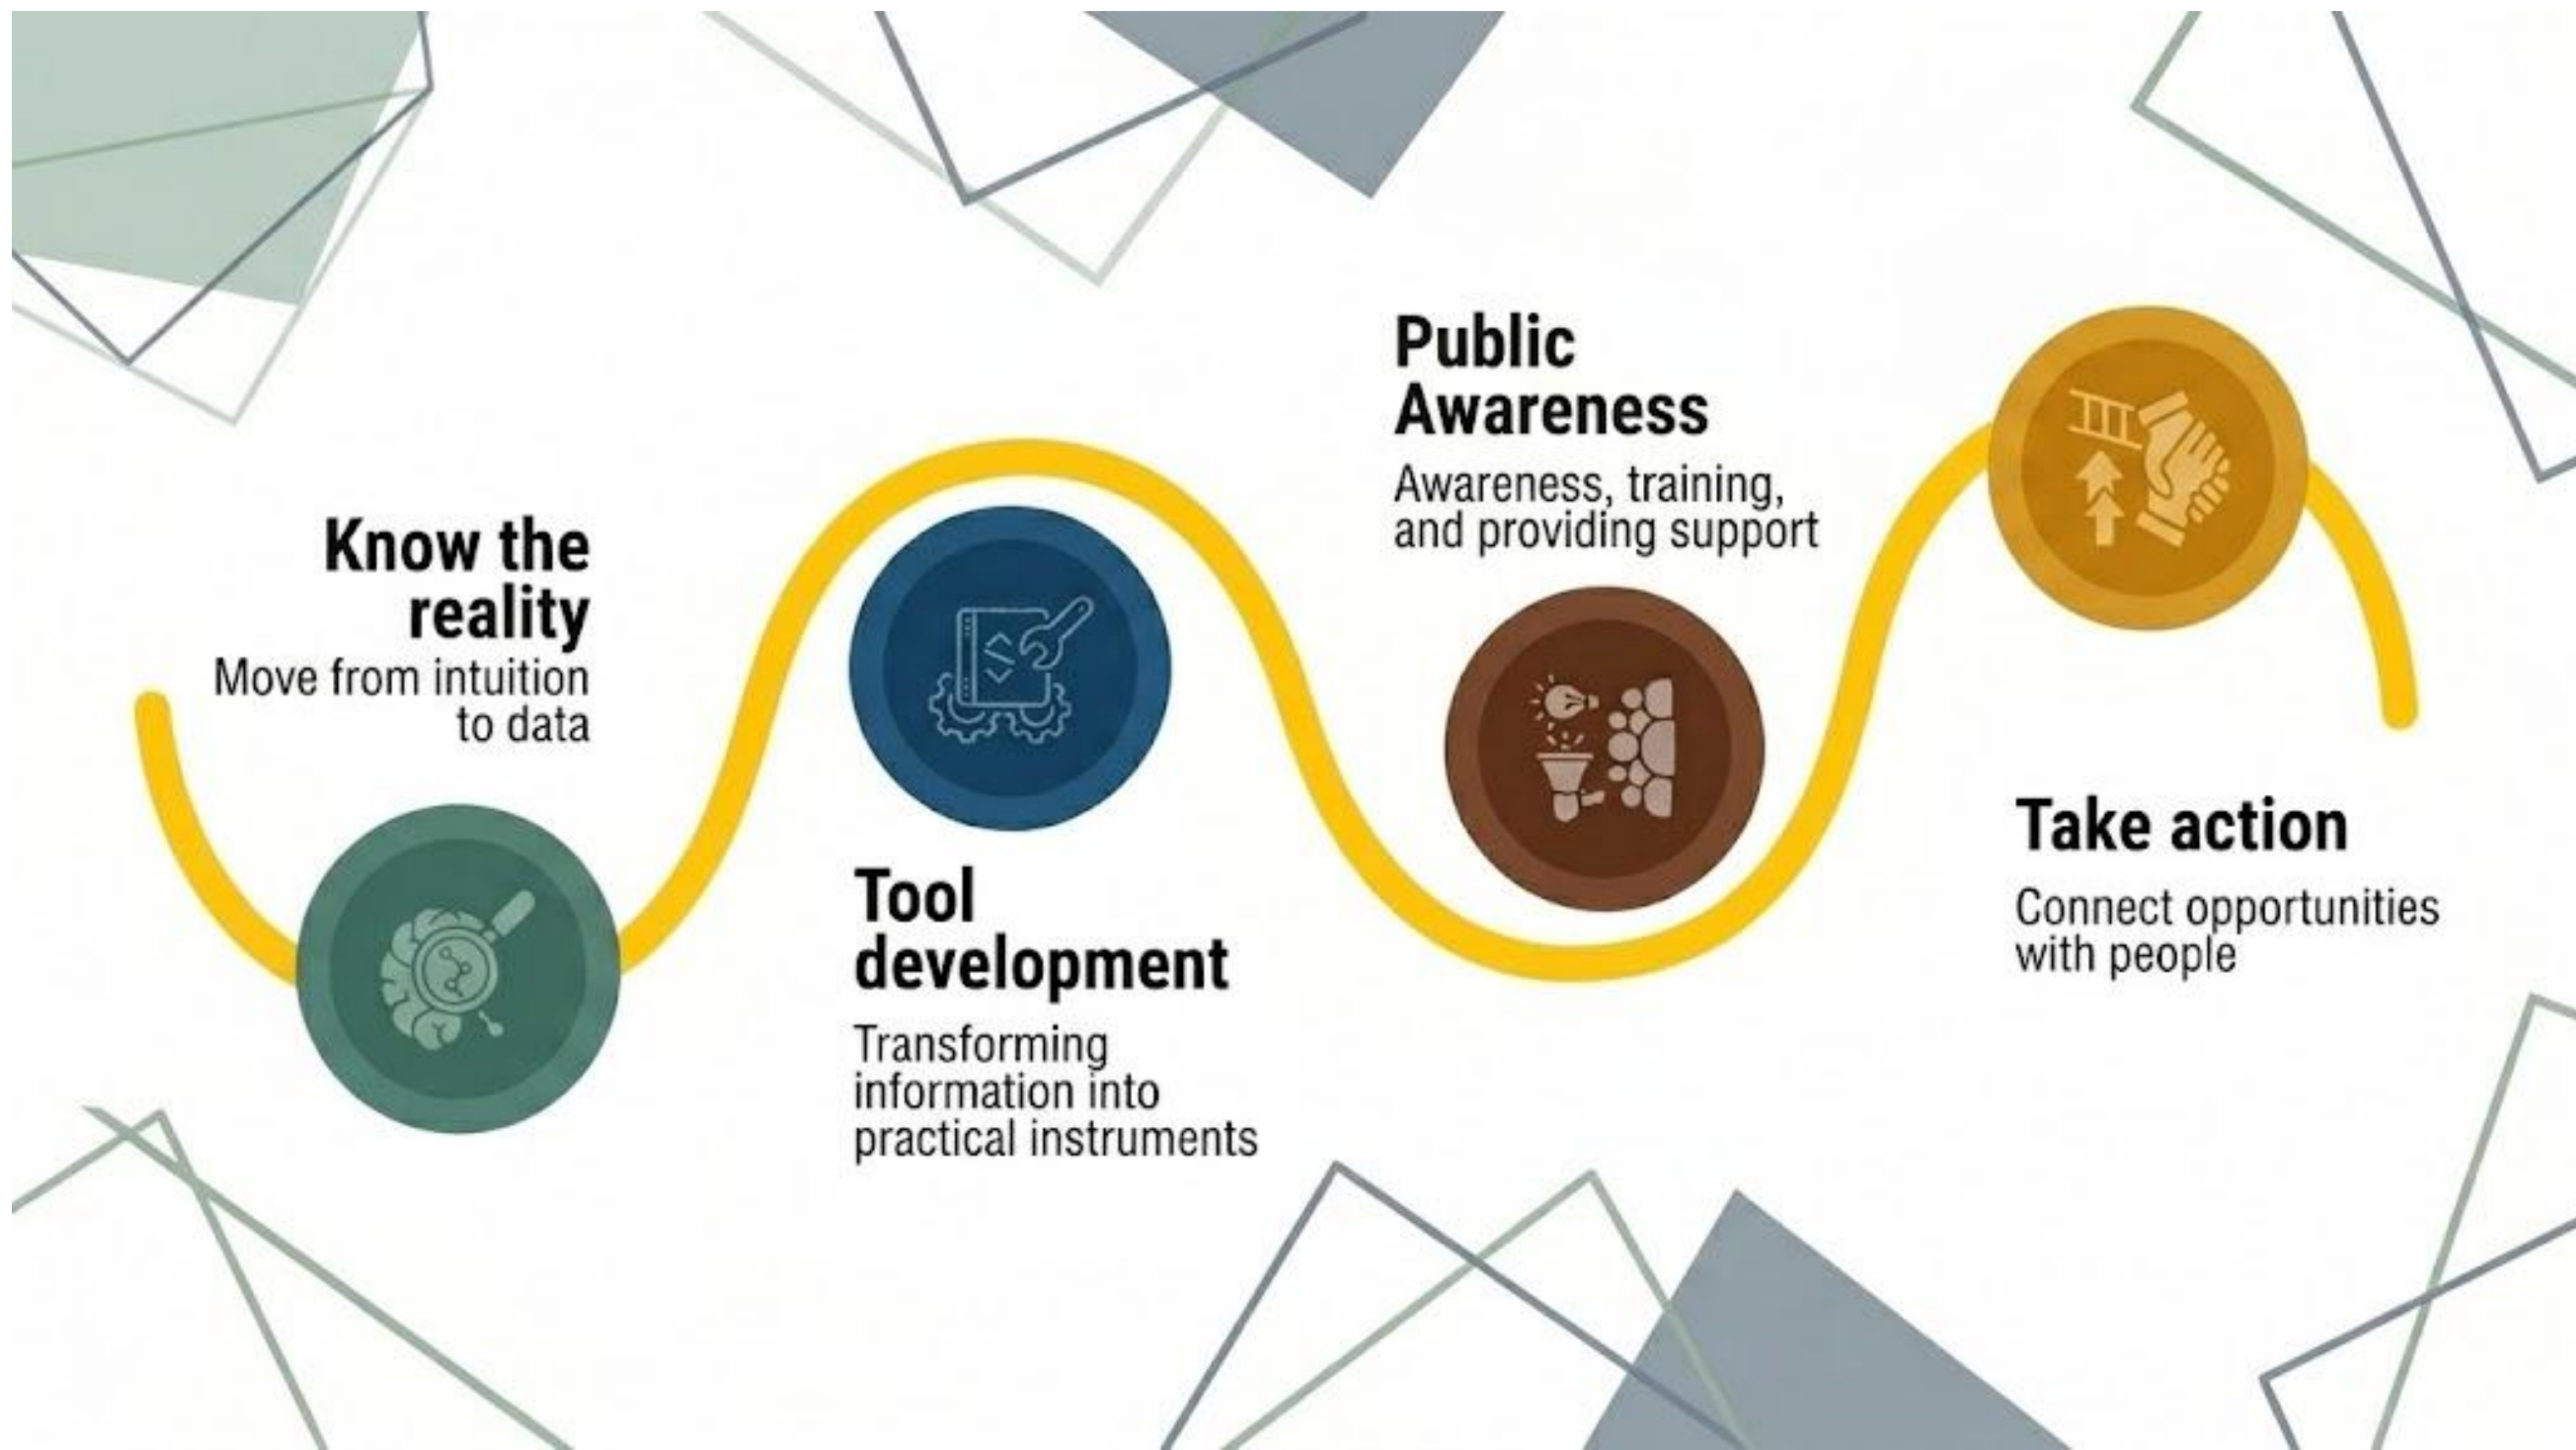 Know the
reality
Move from intuition
to data
Tool
development
Transforming
information into
practical instruments
Public
Awareness
Awareness, training,
and providing support
Take action
Connect opportunities
with people